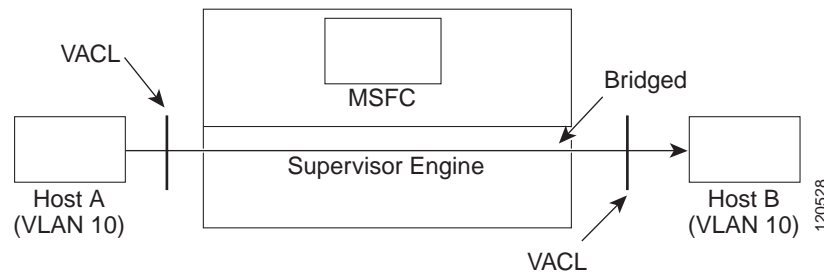 VACL
MSFC
Bridged
Supervisor Engine
Host A
(VLAN 10)
Host B
(VLAN 10)
VACL
120528